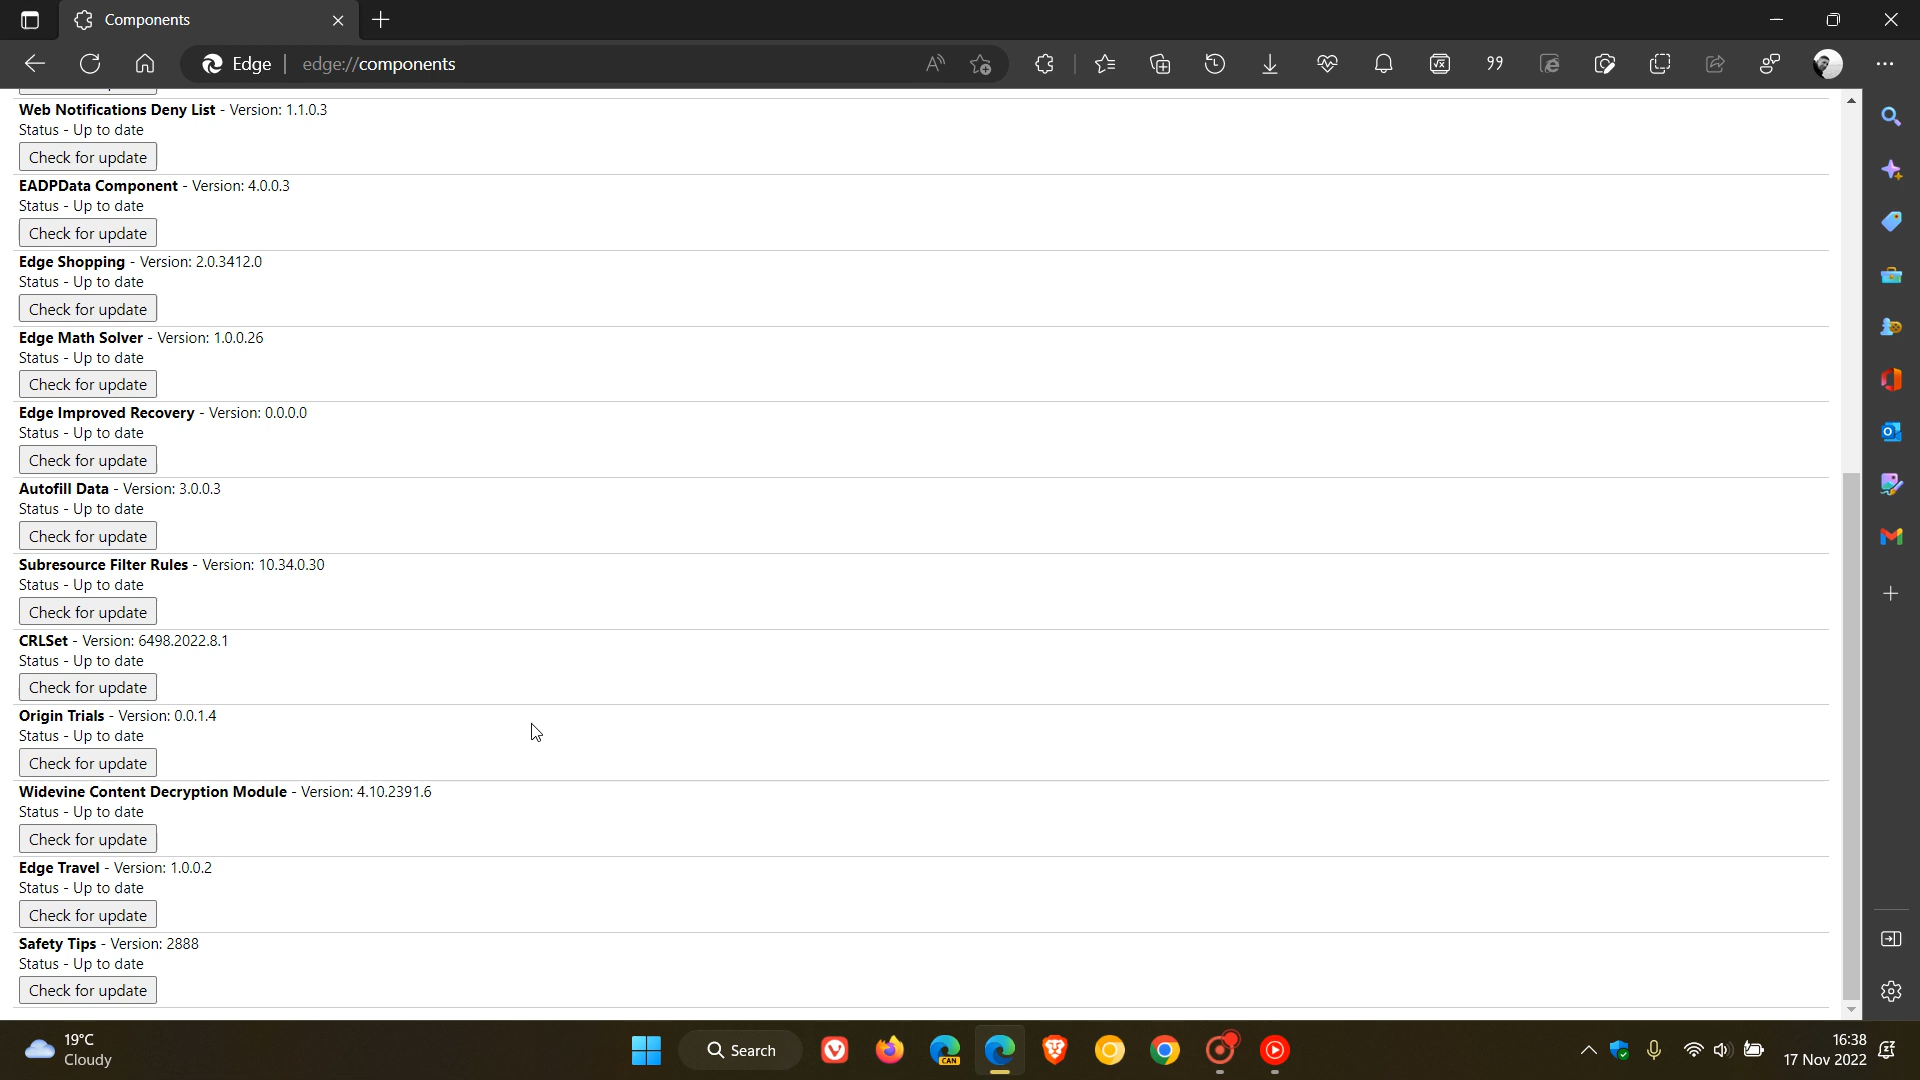 Components
Edge
edge://components
Web Notifications Deny List - Version: 1.1.0.3
Status - Up to date
Check for update
EADPData Component - Version: 4.0.0.3
Status - Up to date
Check for update
Edge Shopping - Version: 2.0.3412.0
Status - Up to date
Check for update
Edge Math Solver - Version: 1.0.0.26
Status - Up to date
Check for update
Edge Improved Recovery - Version: 0.0.0.0
Status - Up to date
Check for update
Autofill Data - Version: 3.0.0.3
Status - Up to date
Check for update
Subresource Filter Rules - Version: 10.34.0.30
Status - Up to date
Check for update
CRLSet - Version: 6498.2022.8.1
Status - Up to date
Check for update
Origin Trials - Version: 0.0.1.4
Status - Up to date
Check for update
Widevine Content Decryption Module - Version: 4.10.2391.6
Status - Up to date
Check for update
Edge Travel - Version: 1.0.0.2
Status - Up to date
Check for update
Safety Tips - Version: 2888
Status - Up to date
Check for update
19°C
Cloudy
Search
CAN
16:38
17 Nov 2022